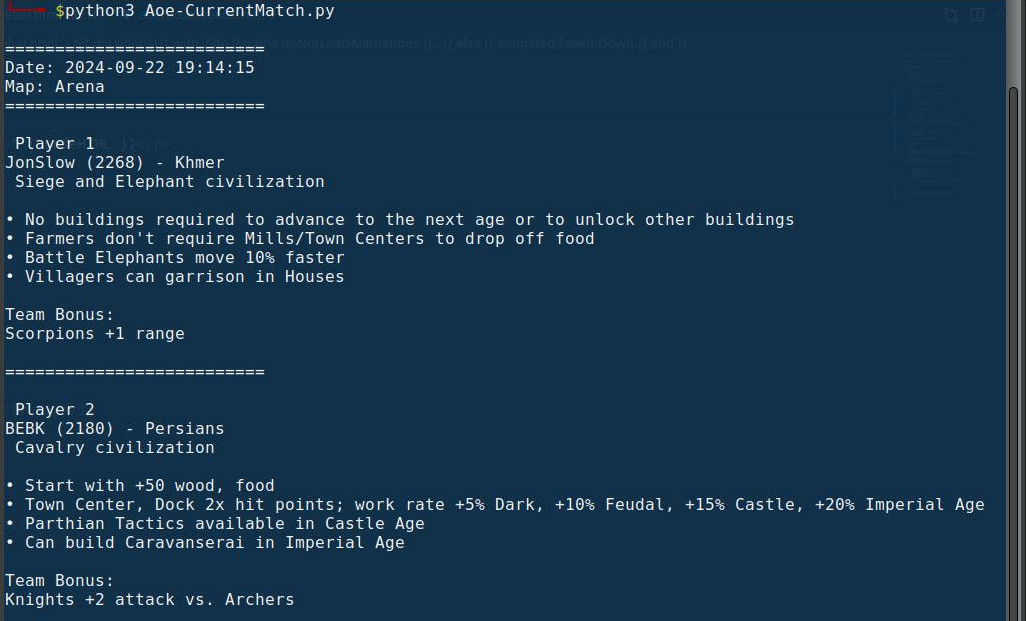 $python3 Aoe-CurrentMatch.py
==========================
Date: 2024-09-22 19:14:15
Map: Arena
==========================
Player 1
JonSlow (2268) - Khmer
Siege and Elephant civilization
• No buildings required to advance to the next age or to unlock other buildings
• Farmers don't require Mills/Town Centers to drop off food
• Battle Elephants move 10% faster
• Villagers can garrison in Houses
Team Bonus:
Scorpions +1 range
==========================
Player 2
BEBK (2180) - Persians
Cavalry civilization
• Start with +50 wood, food
• Town Center, Dock 2x hit points; work rate +5% Dark, +10% Feudal, +15% Castle, +20% Imperial Age
• Parthian Tactics available in Castle Age
• Can build Caravanserai in Imperial Age
Team Bonus:
Knights +2 attack vs. Archers